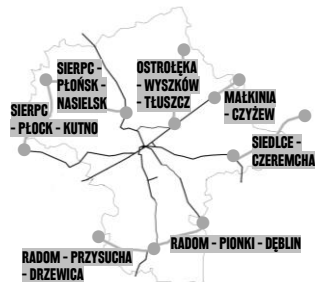 SIERPC -
PŁOŃSK -
NASIELSK
OSTROŁĘKA
- WYSZKÓW
- TŁUSZCZ
SIERPC
- PŁOCK - KUTNO
MAŁKINIA
- CZYŻEW
SIEDLCE -
CZEREMCHA
RADOM - PIONKI - DĘBLIN
RADOM - PRZYSUCHA
- DRZEWICA